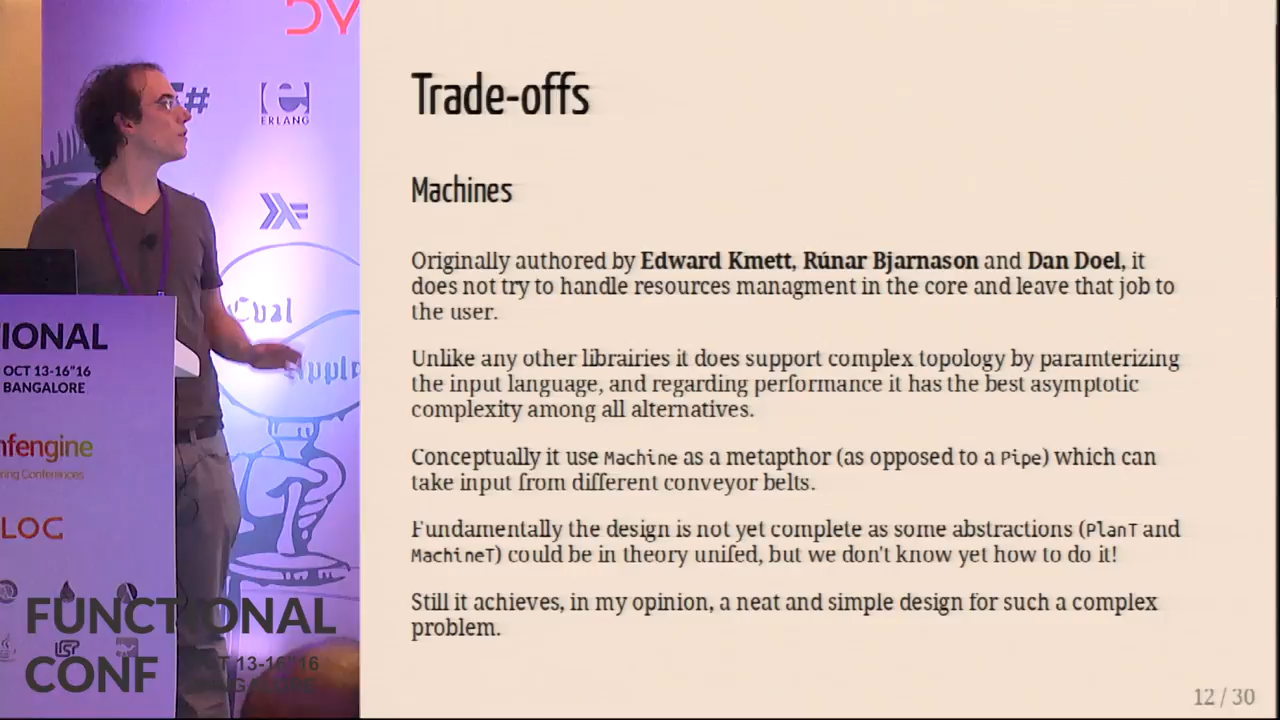 Trade-offs
Machines
Originally authored by Edward Kmett, Rúnar Bjarnason and Dan Doel, it
does not try to handle resources managment in the core and leave that job to
the user.
Unlike any other librairies it does support complex topology by paramterizing
the input language, and regarding performance it has the best asymptotic
complexity among all alternatives.
Conceptually it use Machine as a metapthor (as opposed to a Pipe) which can
take input from different conveyor belts.
Fundamentally the design is not yet complete as some abstractions (PlanT and
MachineT) could be in theory unifed, but we don't know yet how to do it!
Still it achieves, in my opinion, a neat and simple design for such a complex
problem.
12 / 30
#
ERLANG
TIONAL
OCT 13-16"16
BANGALORE
nfengine
ring Conferences
LOC
FUNCTIONAL
CONF
T 13-16"16